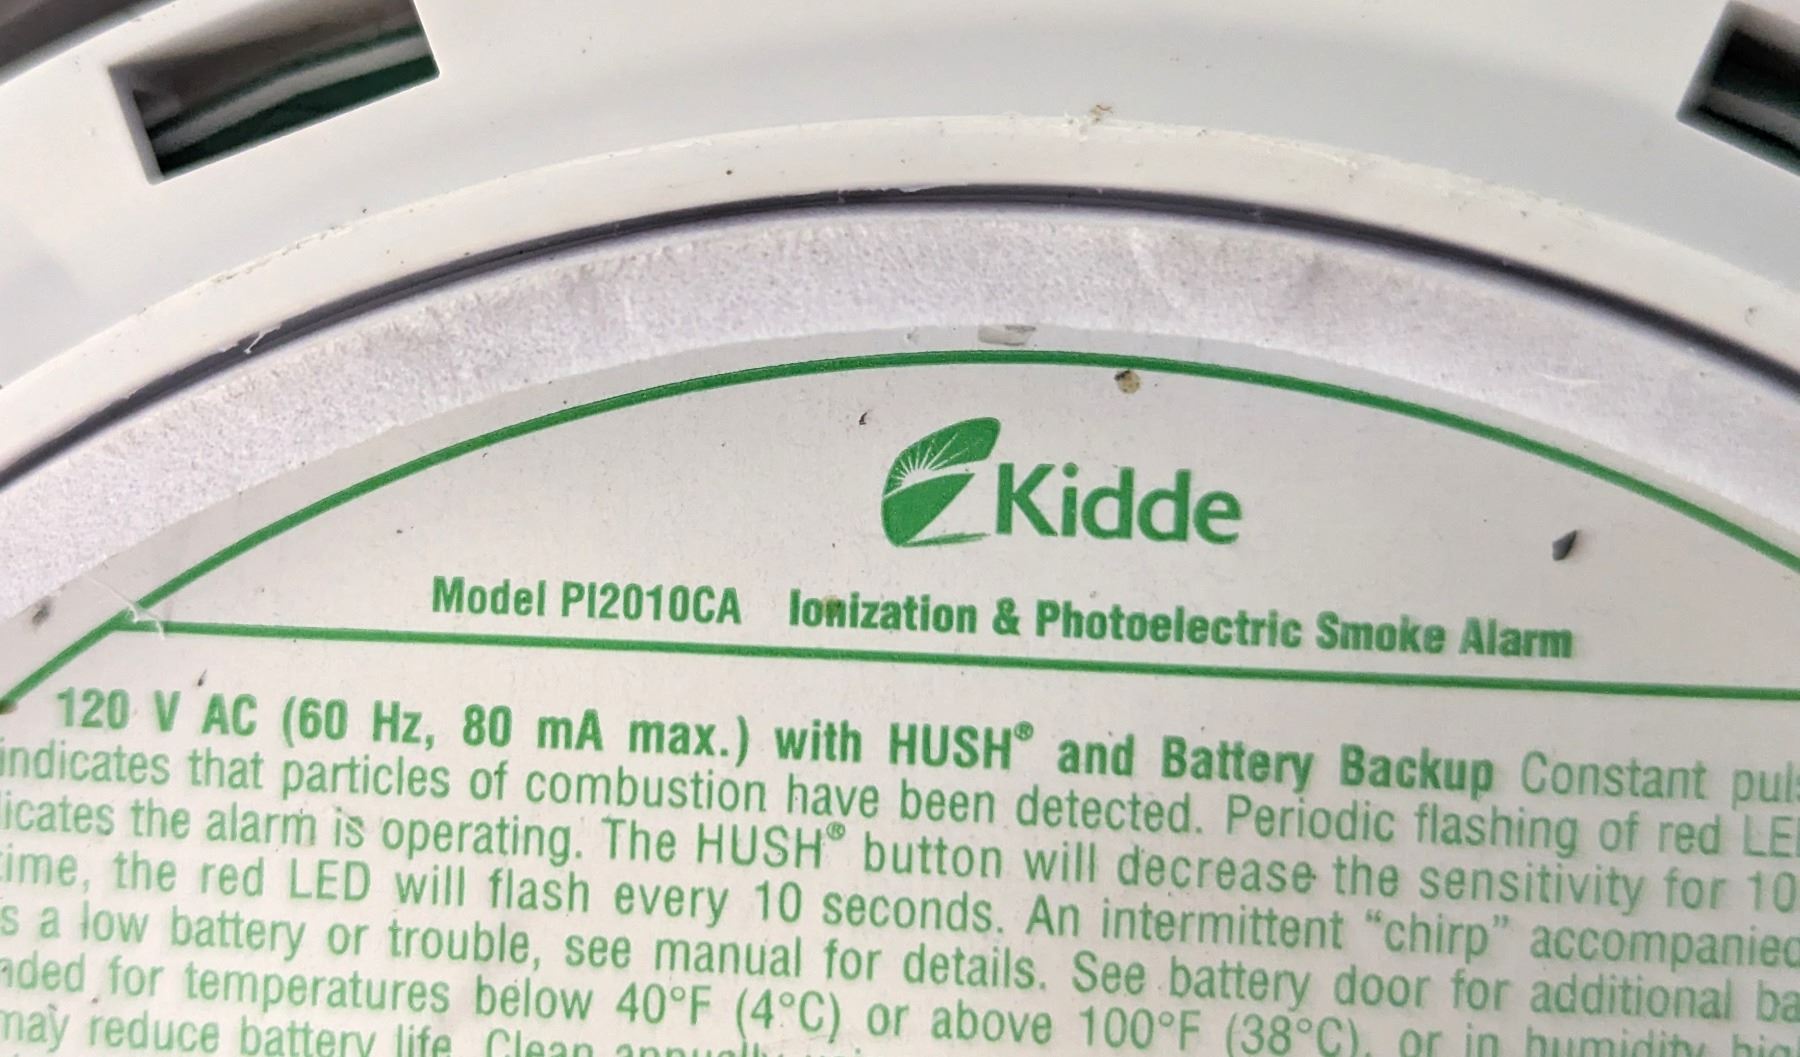 Kidde
Model PI2010CA Ionization & Photoelectric Smoke Alarm
120 V AC (60 Hz, 80 mA max.) with HUSH® and Battery Backup Constant
indicates that particles of combustion have been detected. Periodic flashing of red
the alarm is operating. The HUSH® button will decrease the sensitivity for 10
the red LED will flash every 10 seconds. An intermittent “chirp” accompanied
a low battery or trouble, see manual for details. See battery door for additional
for temperatures below 40°F (4°C) or above 100°F (38°C), or in humidity
may reduce battery life. Clean annually